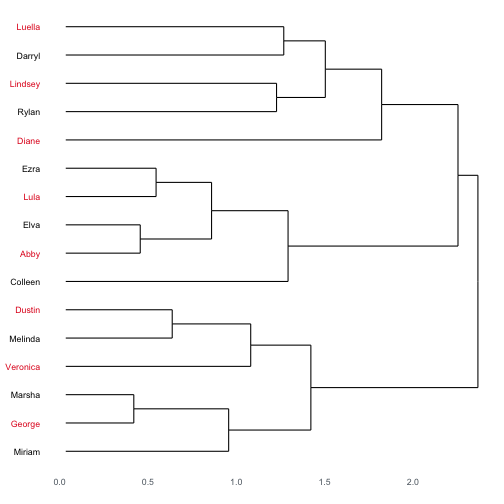 Luella
Darryl
Lindsey
Rylan
Diane
Ezra
Lula
Elva
Abby
Colleen
Dustin
Melinda
Veronica
Marsha
George
Miriam
0.0 0.5 1.0 1.5 2.0